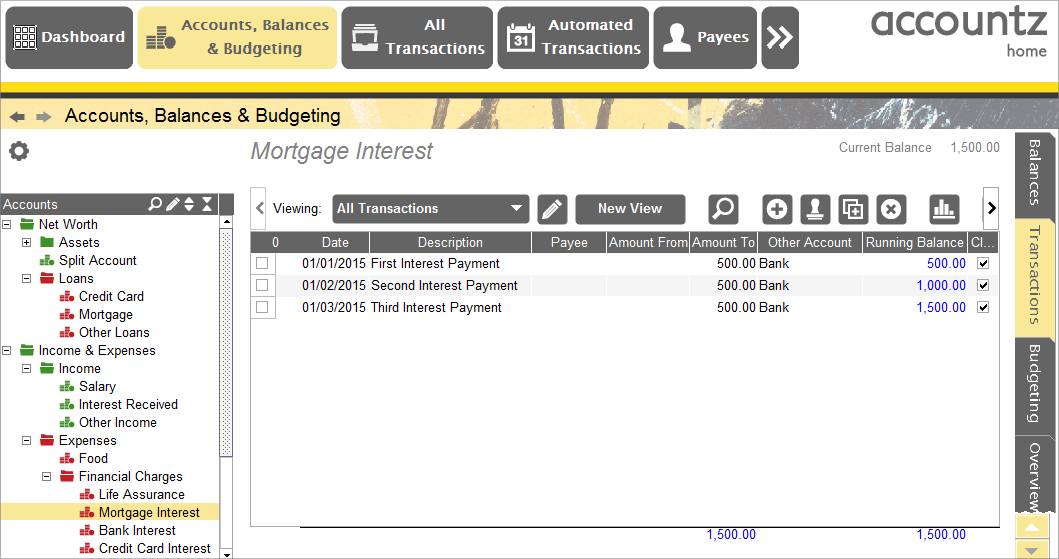 Dashboard
Accounts, Balances
& Budgeting
All
Transactions
31
Automated
Transactions
Payees
accountz
home
Accounts, Balances & Budgeting
Mortgage Interest
Current Balance 1,500.00
Accounts
Viewing: All Transactions New View
0 Date Description Payee Amount From Amount To Other Account Running Balance Cl...
01/01/2015 First Interest Payment 500.00 Bank 500.00
01/02/2015 Second Interest Payment 500.00 Bank 1,000.00
01/03/2015 Third Interest Payment 500.00 Bank 1,500.00
1,500.00 1,500.00
Net Worth
Assets
Split Account
Loans
Credit Card
Mortgage
Other Loans
Income & Expenses
Income
Salary
Interest Received
Other Income
Expenses
Food
Financial Charges
Life Assurance
Mortgage Interest
Bank Interest
Credit Card Interest
Balances
Transactions
Budgeting
Overview